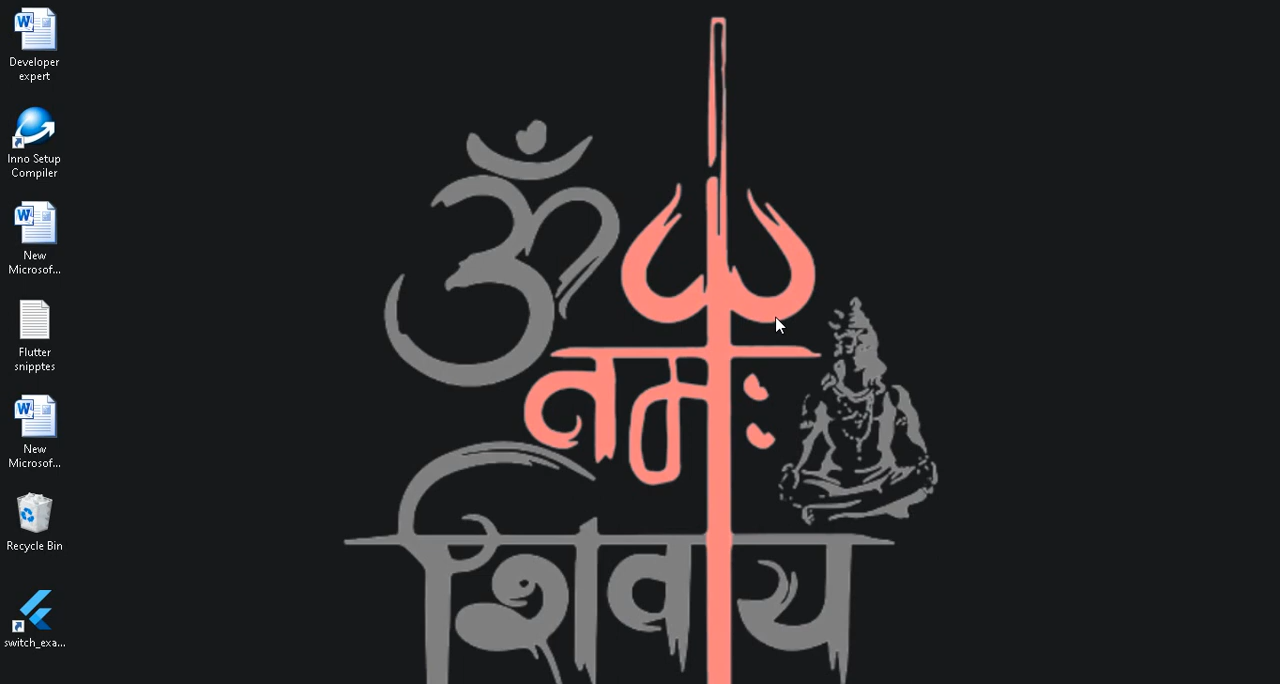 Developer
expert
Inno Setup
Compiler
New
Microsof...
Flutter
snipptes
New
Microsof...
Recycle Bin
switch_exa...
ॐ
नमः
शिवाय